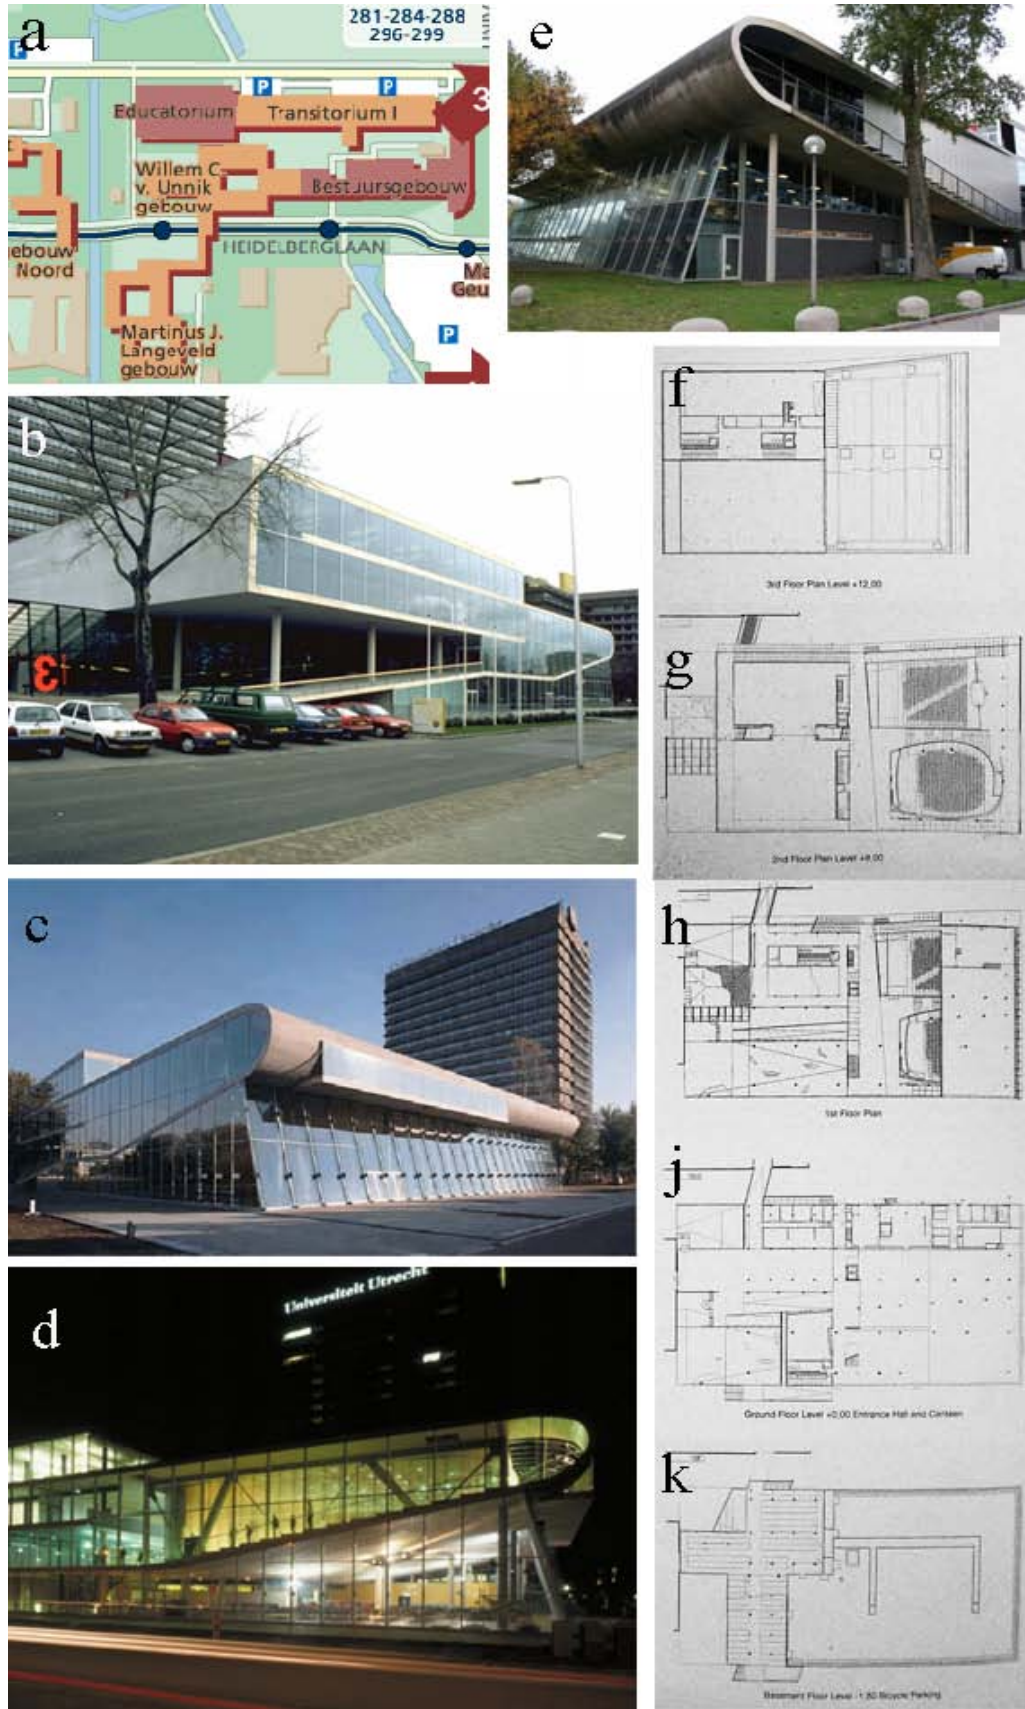 a
281-284-288
296-299
P
P
P
3
Educatorium
Transitorium I
Willem C.
v. Unnik
gebouw
Bestuursgebouw
HEIDELBERGLAAN
ebouw
Noord
Ma
Geu
Martinus J.
Langeveld
gebouw
P
e
b
3
c
d
Universiteit Utrecht
f
3rd Floor Plan Level +12,00
g
2nd Floor Plan Level +8,00
h
1st Floor Plan
j
Ground Floor Level +0,00 Entrance Hall and Canteen
k
Basement Floor Level -1.50 Bicycle Parking